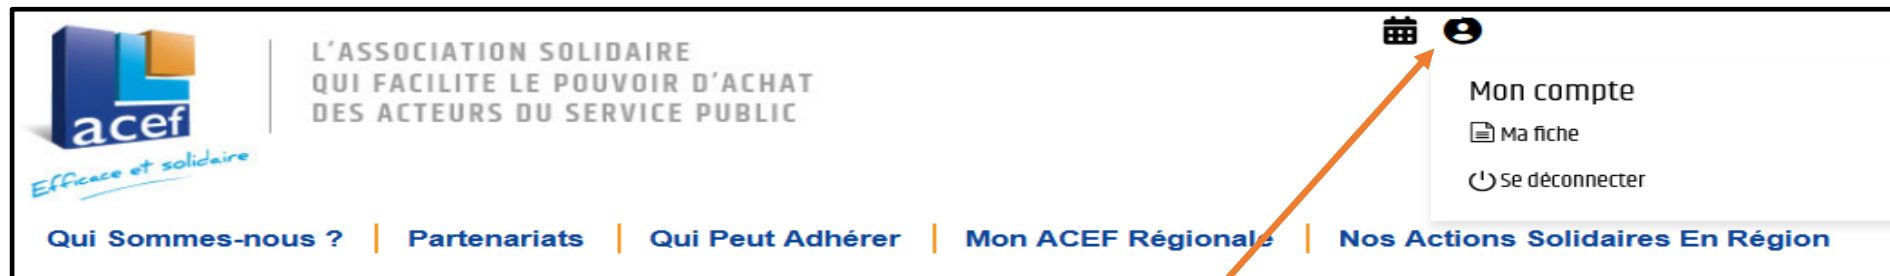 L'ASSOCIATION SOLIDAIRE
QUI FACILITE LE POUVOIR D'ACHAT
DES ACTEURS DU SERVICE PUBLIC
acef
Efficace et solidaire
Mon compte
Ma fiche
Se déconnecter
Qui Sommes-nous ? | Partenariats | Qui Peut Adhérer | Mon ACEF Régionale | Nos Actions Solidaires En Région